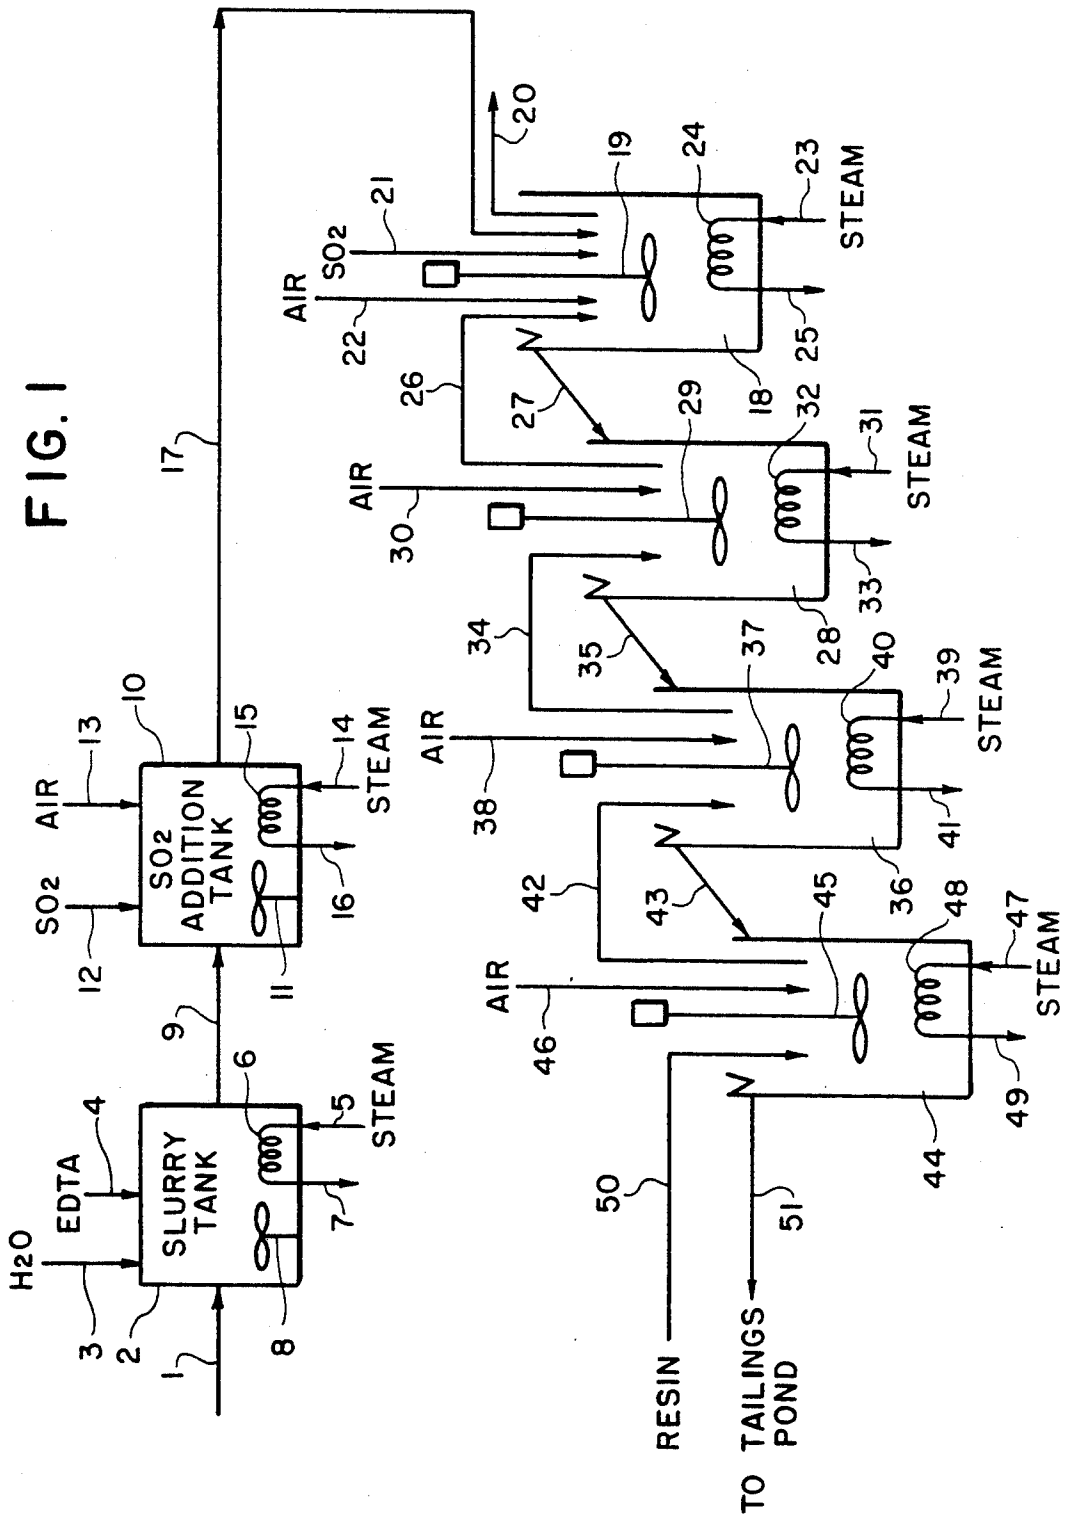 FIG. 1
H2O
3
EDTA
4
1
2
SLURRY
TANK
6
8
7
5
STEAM
9
SO2
12
AIR
13
10
SO2
ADDITION
TANK
15
11
16
14
STEAM
17
20
21
SO2
AIR
22
19
24
26
27
18
25
23
STEAM
AIR
30
29
32
34
35
28
33
31
STEAM
AIR
38
37
40
42
43
36
41
39
STEAM
AIR
46
45
48
44
49
47
STEAM
50
RESIN
51
TO TAILINGS
POND